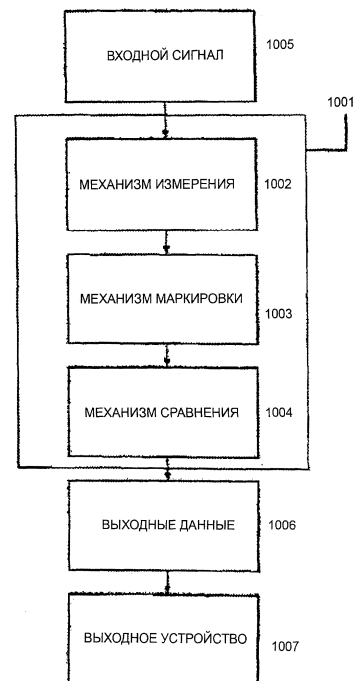 ВХОДНОЙ СИГНАЛ
1005
1001
МЕХАНИЗМ ИЗМЕРЕНИЯ
1002
МЕХАНИЗМ МАРКИРОВКИ
1003
МЕХАНИЗМ СРАВНЕНИЯ
1004
ВЫХОДНЫЕ ДАННЫЕ
1006
ВЫХОДНОЕ УСТРОЙСТВО
1007